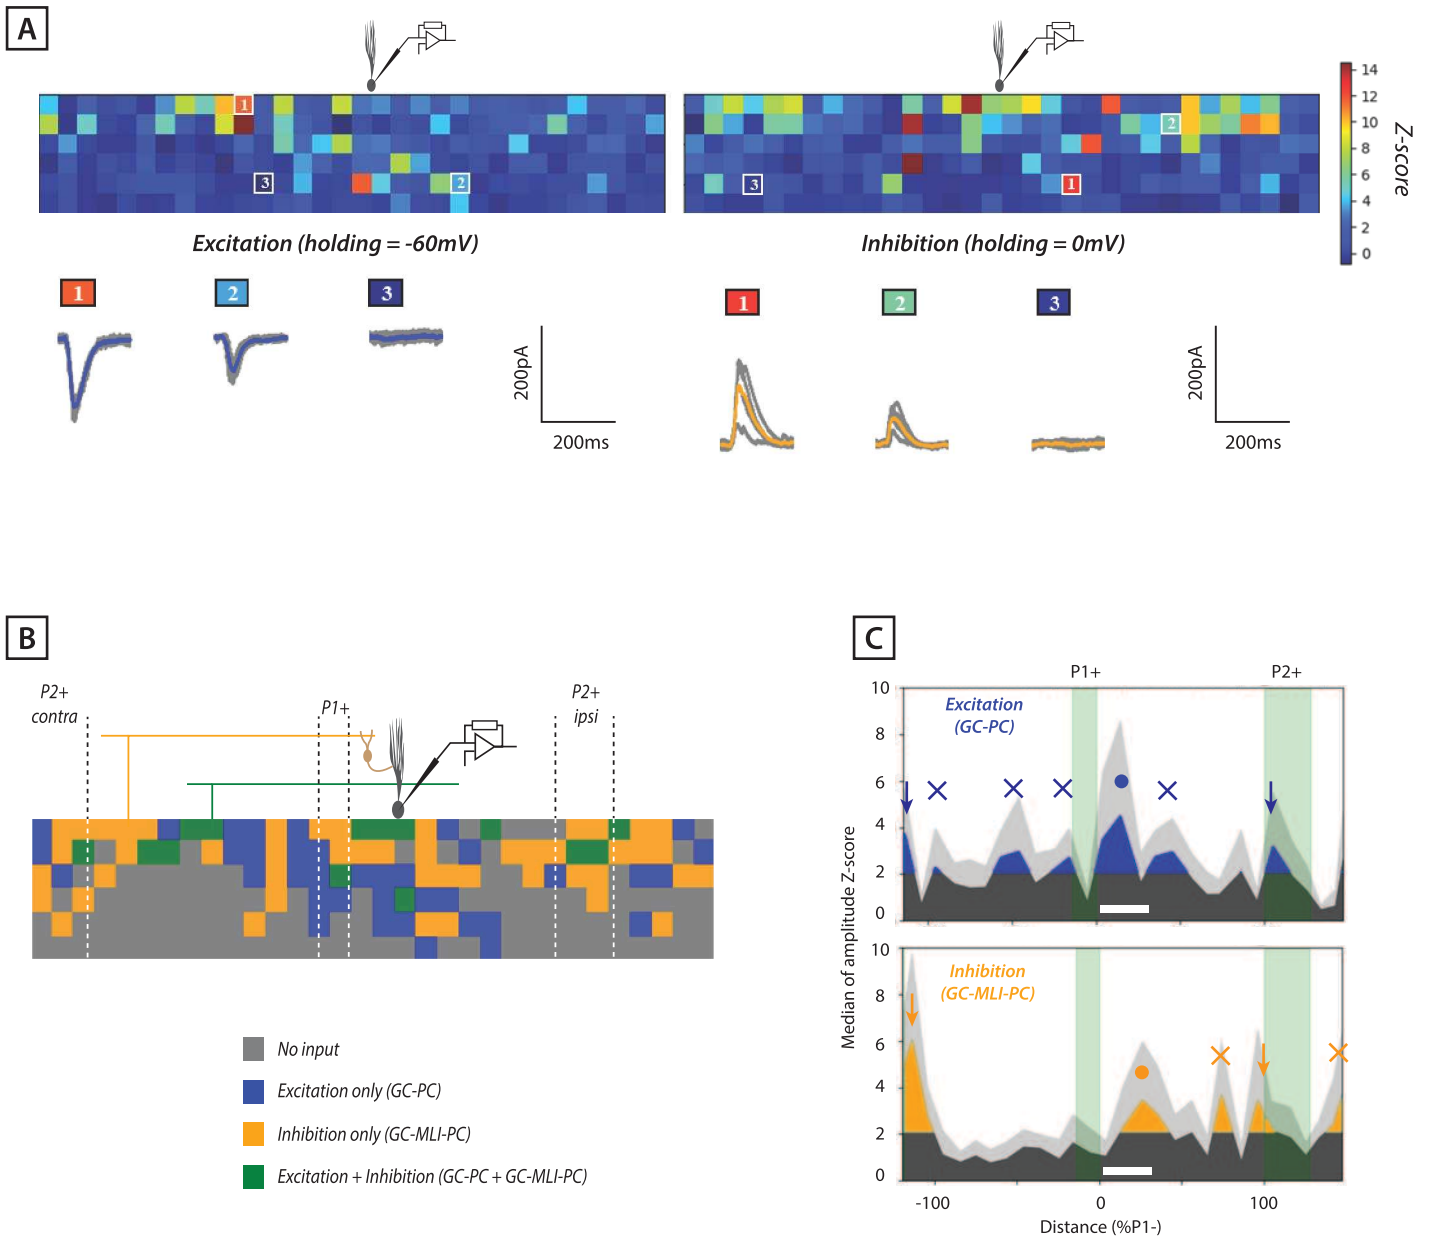 A
1
2
3
1
2
3
14
12
10
8
6
4
2
0
Z-score
Excitation (holding = -60mV)
Inhibition (holding = 0mV)
1
2
3
200pA
200ms
1
2
3
200pA
200ms
B
P2+
contra
P1+
P2+
ipsi
No input
Excitation only (GC-PC)
Inhibition only (GC-MLI-PC)
Excitation + Inhibition (GC-PC + GC-MLI-PC)
C
P1+
P2+
Excitation
(GC-PC)
10
8
6
4
2
0
Median of amplitude Z-score
Inhibition
(GC-MLI-PC)
10
8
6
4
2
0
-100
0
100
Distance (%P1-)